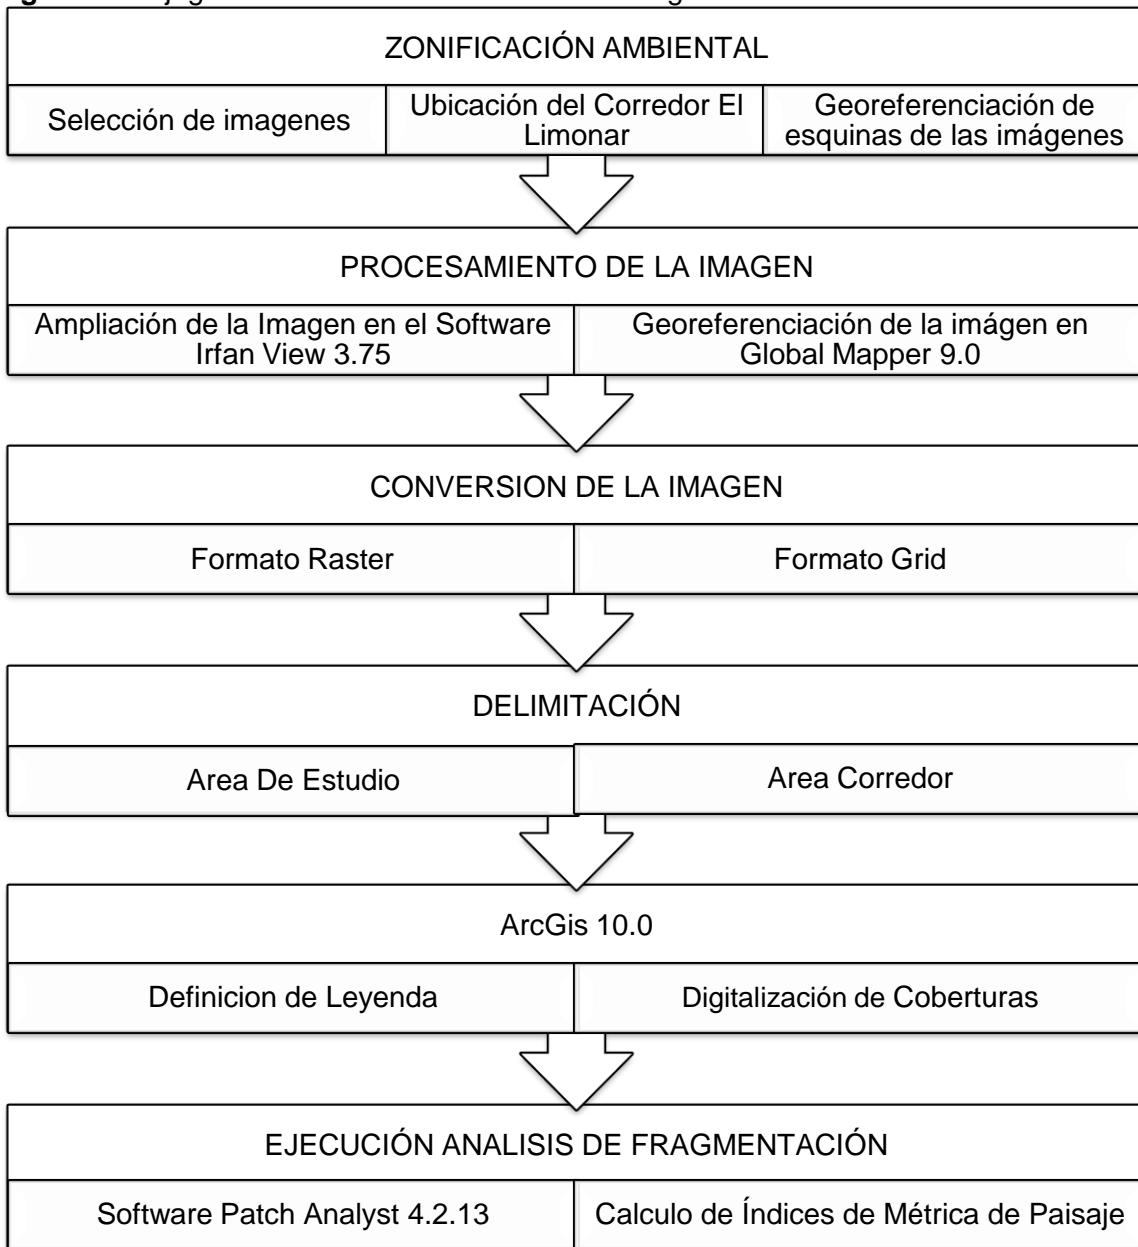 ZONIFICACIÓN AMBIENTAL
Selección de imagenes
Ubicación del Corredor El
Limonar
Georeferenciación de
esquinas de las imágenes
PROCESAMIENTO DE LA IMAGEN
Ampliación de la Imagen en el Software
Irfan View 3.75
Georeferenciación de la imágen en
Global Mapper 9.0
CONVERSION DE LA IMAGEN
Formato Raster
Formato Grid
DELIMITACIÓN
Area De Estudio
Area Corredor
ArcGis 10.0
Definicion de Leyenda
Digitalización de Coberturas
EJECUCIÓN ANALISIS DE FRAGMENTACIÓN
Software Patch Analyst 4.2.13
Calculo de Índices de Métrica de Paisaje